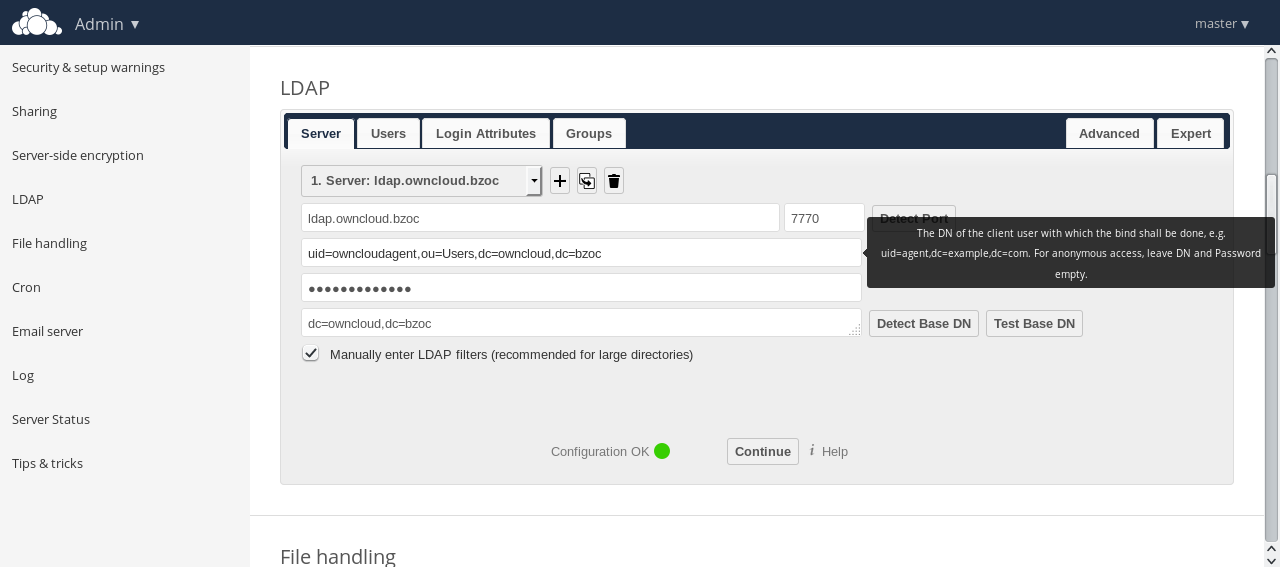 Admin ▼
master ▼
Security & setup warnings
Sharing
Server-side encryption
LDAP
File handling
Cron
Email server
Log
Server Status
Tips & tricks
LDAP
Server Users Login Attributes Groups Advanced Expert
1. Server: ldap.owncloud.bzoc
ldap.owncloud.bzoc 7770 Detect Port
The DN of the client user with which the bind shall be done, e.g.
uid=agent,dc=example,dc=com. For anonymous access, leave DN and Password
empty.
uid=owncloudagent,ou=Users,dc=owncloud,dc=bzoc
●●●●●●●●●●●●●
dc=owncloud,dc=bzoc Detect Base DN Test Base DN
Manually enter LDAP filters (recommended for large directories)
Configuration OK Continue i Help
File handling